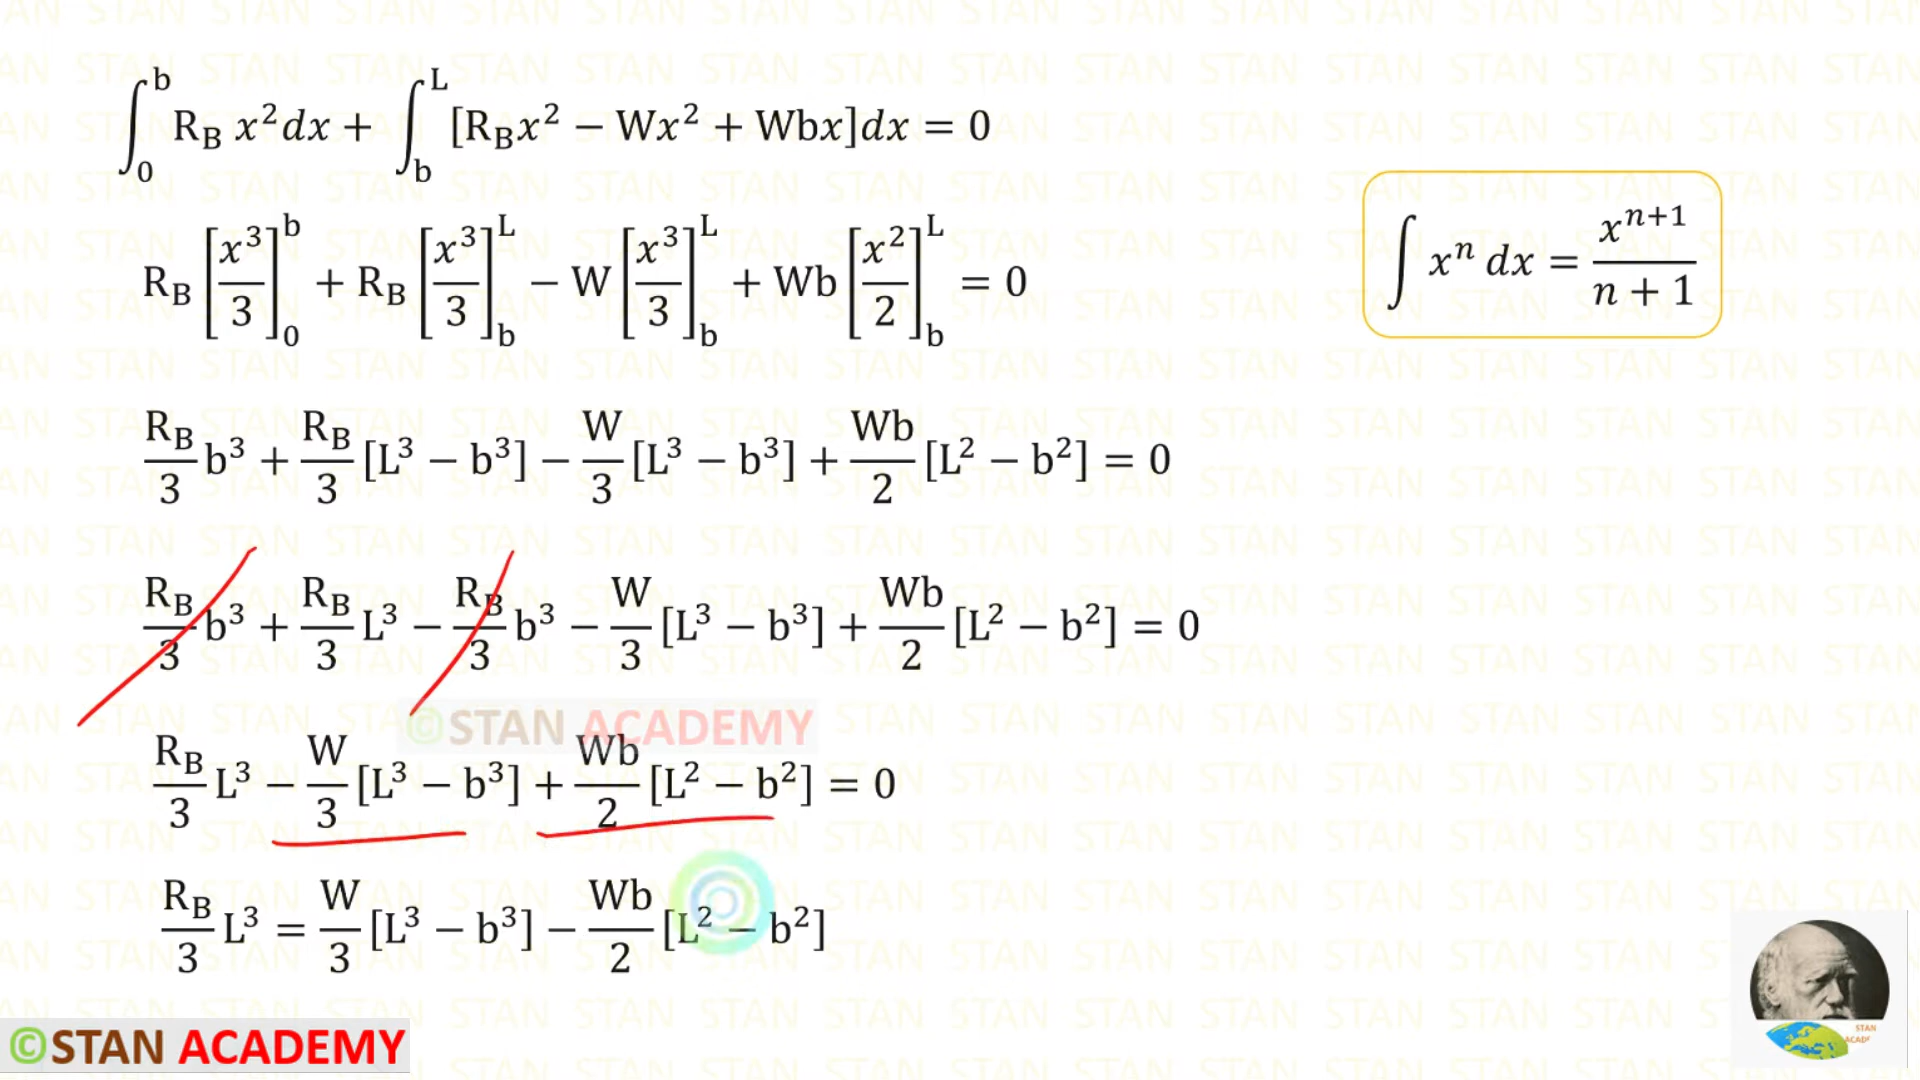 ∫₀ᵇ R_B x² dx + ∫_b^L [R_B x² − Wx² + Wbx] dx = 0
R_B [x³/3]₀ᵇ + R_B [x³/3]_b^L − W [x³/3]_b^L + Wb [x²/2]_b^L = 0
∫ xⁿ dx = xⁿ⁺¹/(n + 1)
R_B/3 b³ + R_B/3 [L³ − b³] − W/3 [L³ − b³] + Wb/2 [L² − b²] = 0
R_B/3 b³ + R_B/3 L³ − R_B/3 b³ − W/3 [L³ − b³] + Wb/2 [L² − b²] = 0
©STAN ACADEMY
R_B/3 L³ − W/3 [L³ − b³] + Wb/2 [L² − b²] = 0
R_B/3 L³ = W/3 [L³ − b³] − Wb/2 [L² − b²]
©STAN ACADEMY
STAN